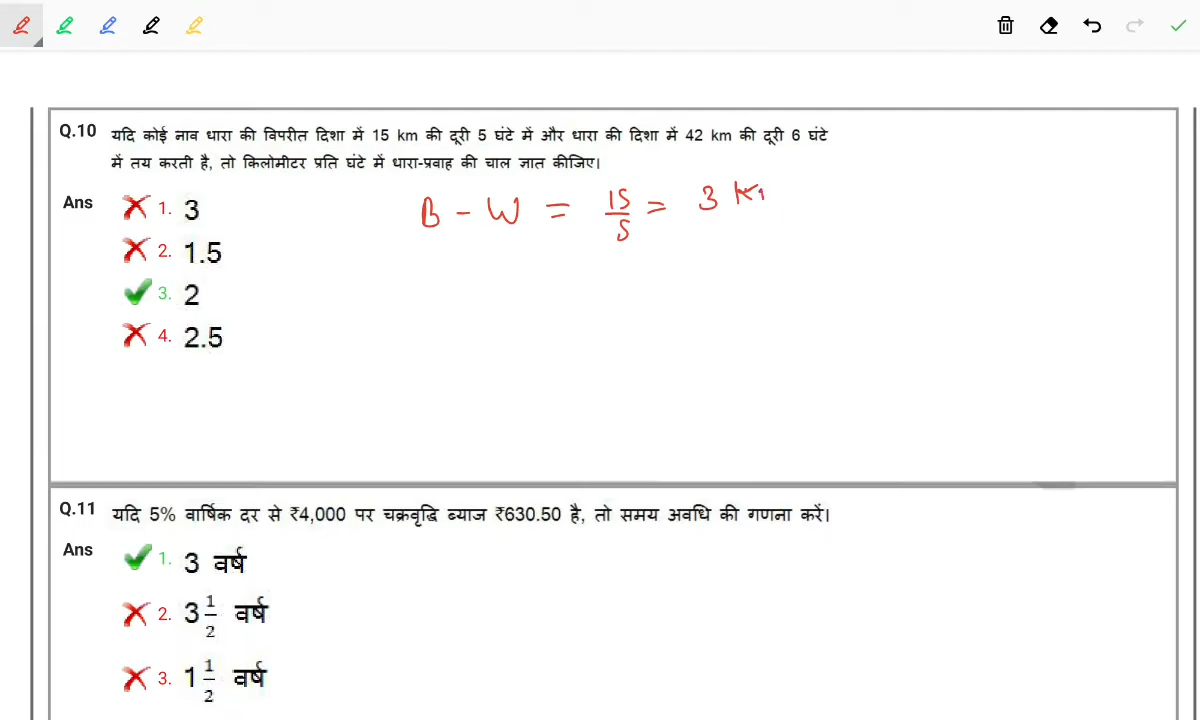 Q.10 यदि कोई नाव धारा की विपरीत दिशा में 15 km की दूरी 5 घंटे में और धारा की दिशा में 42 km की दूरी 6 घंटे
में तय करती है, तो किलोमीटर प्रति घंटे में धारा-प्रवाह की चाल ज्ञात कीजिए।
Ans 1. 3
B - W = 15/5 = 3 K
2. 1.5
3. 2
4. 2.5
Q.11 यदि 5% वार्षिक दर से ₹4,000 पर चक्रवृद्धि ब्याज ₹630.50 है, तो समय अवधि की गणना करें।
Ans 1. 3 वर्ष
2. 3 1/2 वर्ष
3. 1 1/2 वर्ष